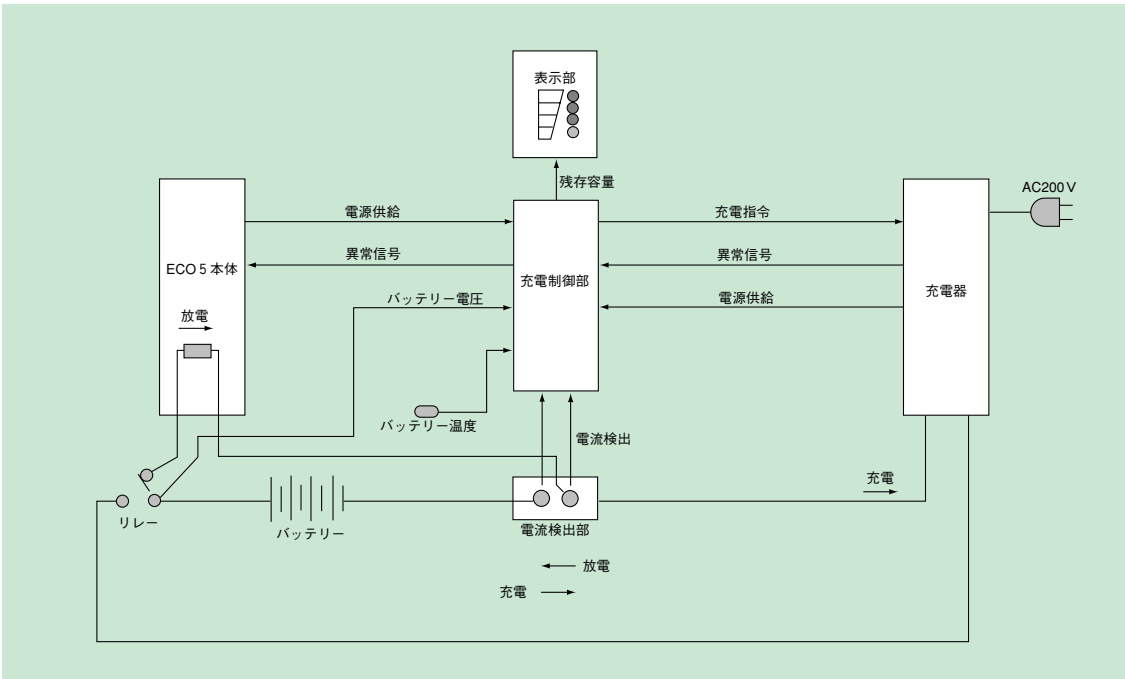 表示部
残存容量
AC200V
電源供給
充電指令
異常信号
異常信号
ECO 5 本体
充電制御部
充電器
バッテリー電圧
電源供給
放電
バッテリー温度
電流検出
充電
リレー
バッテリー
電流検出部
放電
充電